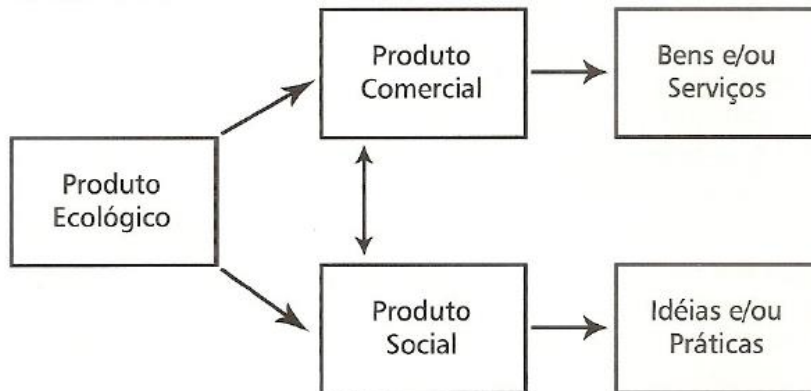 Produto
Ecológico
Produto
Comercial
Bens e/ou
Serviços
Produto
Social
Idéias e/ou
Práticas